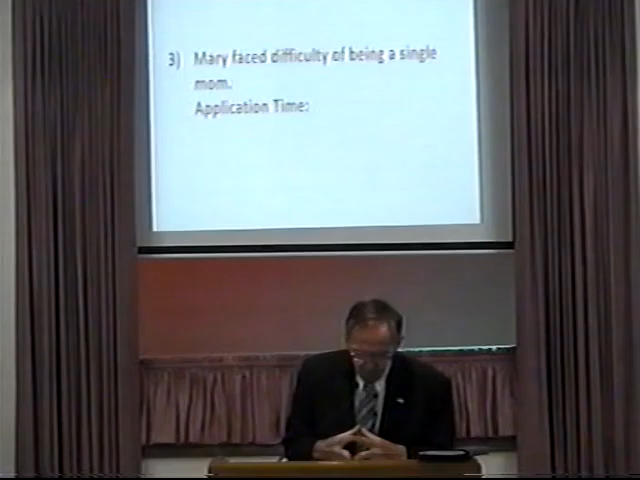 3) Mary faced difficulty of being a single
mom.
Application Time: